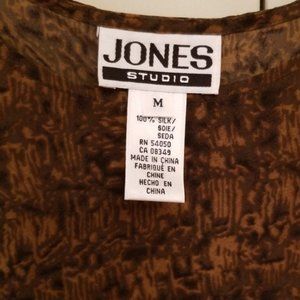 JONES
STUDIO
M
100% SILK/
SOIE/
SEDA
RN 54050
CA 08349
MADE IN CHINA
FABRIQUÉ EN
CHINE
HECHO EN
CHINA